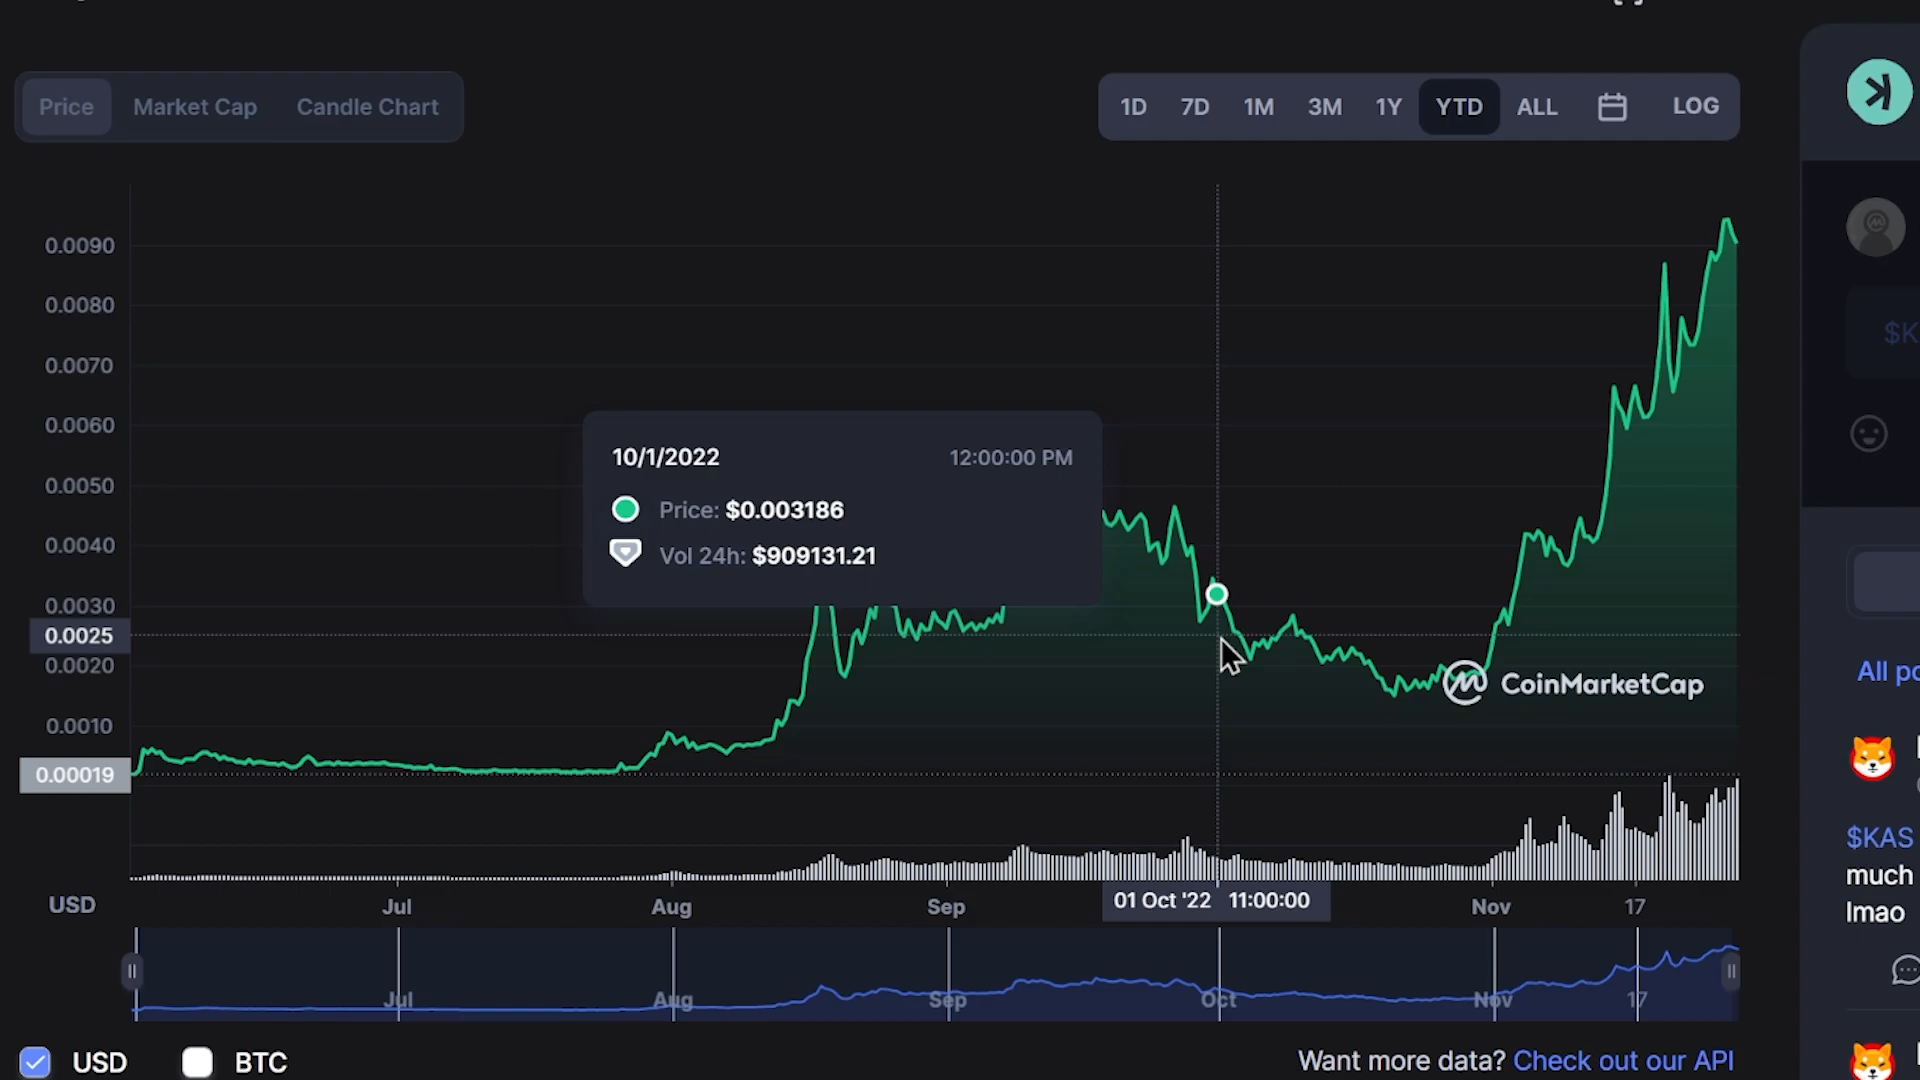 Price Market Cap Candle Chart
1D 7D 1M 3M 1Y YTD ALL LOG
0.0090
0.0080
0.0070
0.0060
0.0050
0.0040
0.0030
0.0025
0.0020
0.0010
0.00019
10/1/2022 12:00:00 PM
Price: $0.003186
Vol 24h: $909131.21
CoinMarketCap
USD Jul Aug Sep 01 Oct '22 11:00:00 Nov 17
Jul Aug Sep Oct Nov 17
USD BTC
Want more data? Check out our API
$K
All po
$KAS
much
lmao